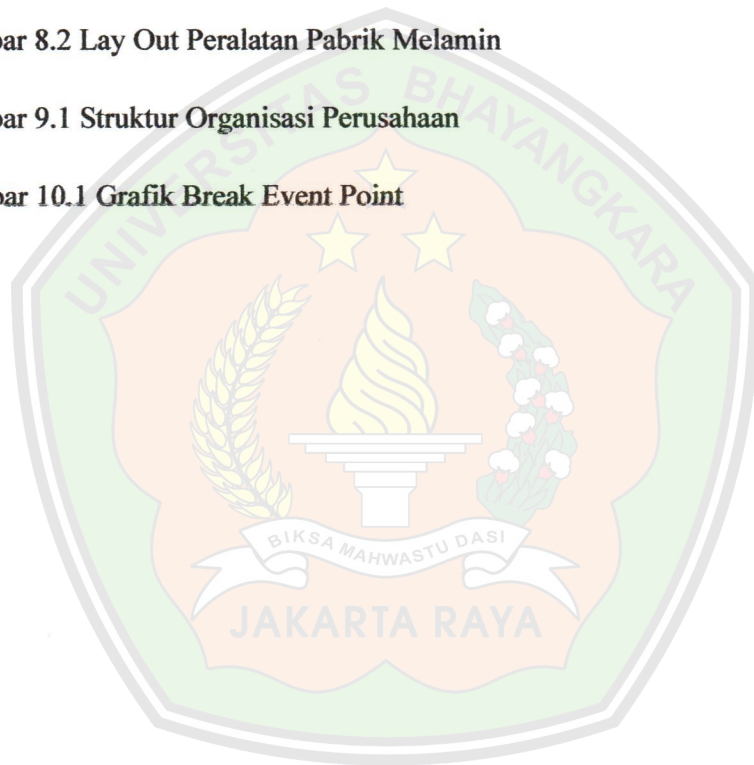 bar 8.2 Lay Out Peralatan Pabrik Melamin
bar 9.1 Struktur Organisasi Perusahaan
bar 10.1 Grafik Break Event Point
UNIVERSITAS BHAYANGKARA
BIKSA MAHWASTU DASI
JAKARTA RAYA